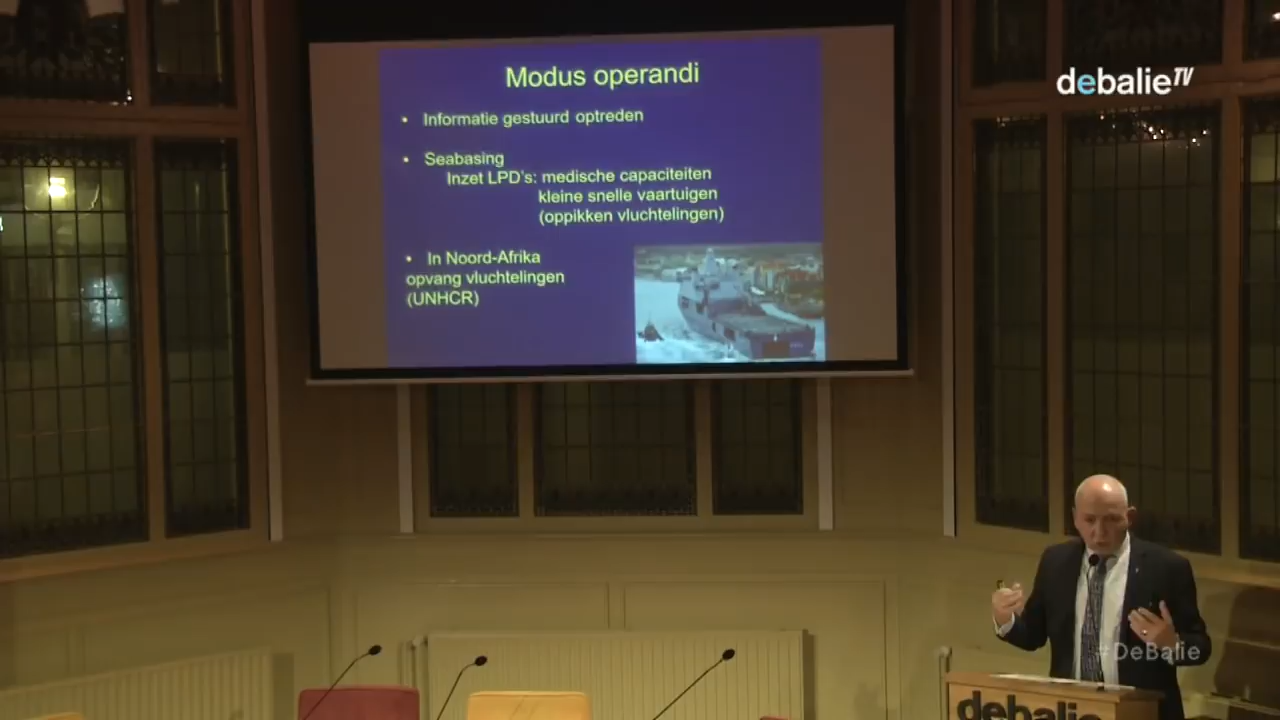 Modus operandi
• Informatie gestuurd optreden
• Seabasing
Inzet LPD's: medische capaciteiten
kleine snelle vaartuigen
(oppikken vluchtelingen)
• In Noord-Afrika
opvang vluchtelingen
(UNHCR)
debalieTV
#DeBalie
debalie